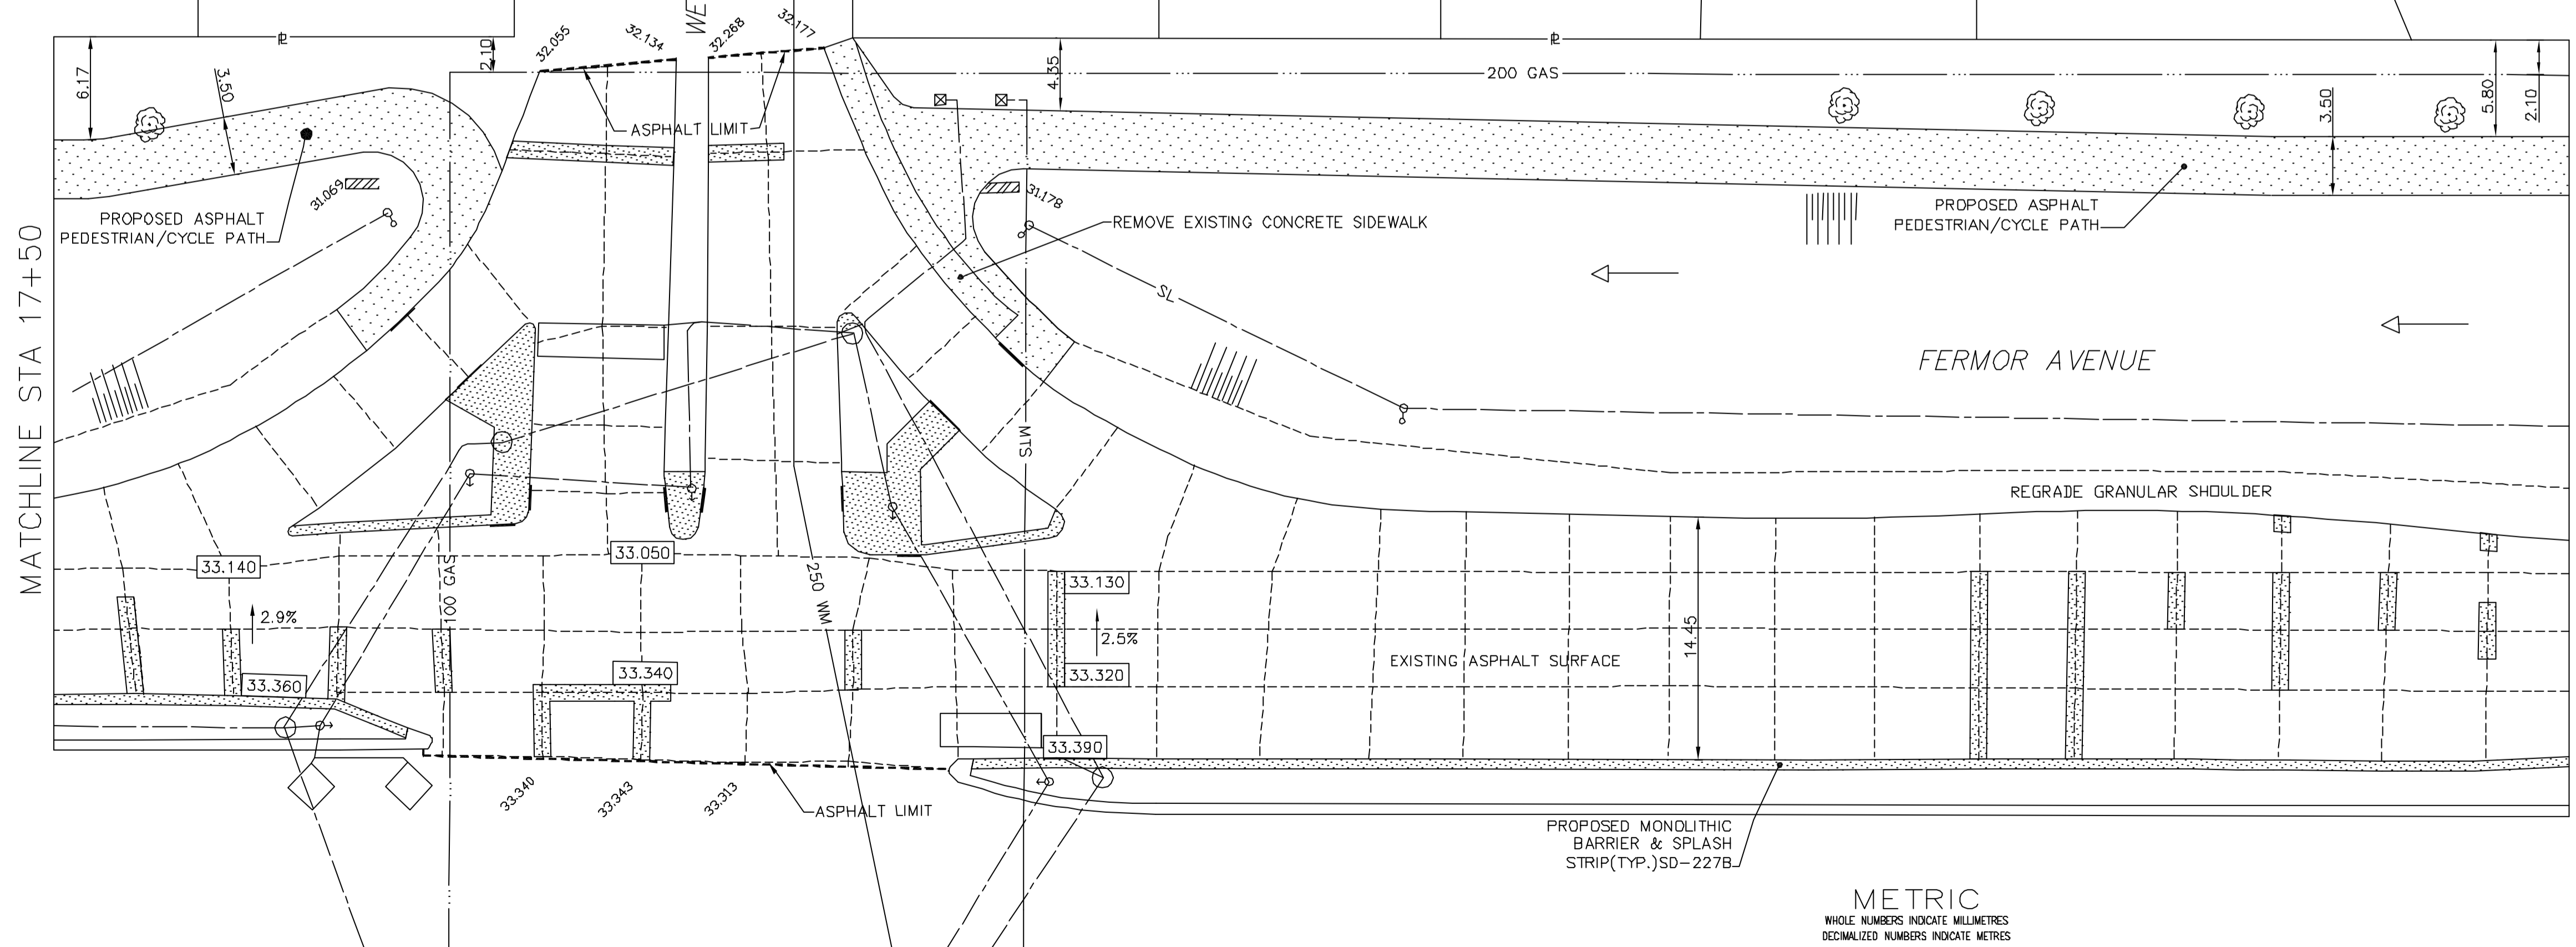 WE
32.055
32.134
32.268
32.177
2.10
6.17
3.50
℄
℄
4.35
200 GAS
5.80
2.10
3.50
ASPHALT LIMIT
31.069
31.178
PROPOSED ASPHALT
PEDESTRIAN/CYCLE PATH
REMOVE EXISTING CONCRETE SIDEWALK
PROPOSED ASPHALT
PEDESTRIAN/CYCLE PATH
MATCHLINE STA 17+50
SL
FERMOR AVENUE
MTS
REGRADE GRANULAR SHOULDER
33.140
33.050
33.130
100 GAS
250 WM
2.9%
2.5%
14.45
EXISTING ASPHALT SURFACE
33.360
33.340
33.320
33.390
33.340
33.343
33.313
ASPHALT LIMIT
PROPOSED MONOLITHIC
BARRIER & SPLASH
STRIP(TYP.)SD-227B
METRIC
WHOLE NUMBERS INDICATE MILLIMETRES
DECIMALIZED NUMBERS INDICATE METRES